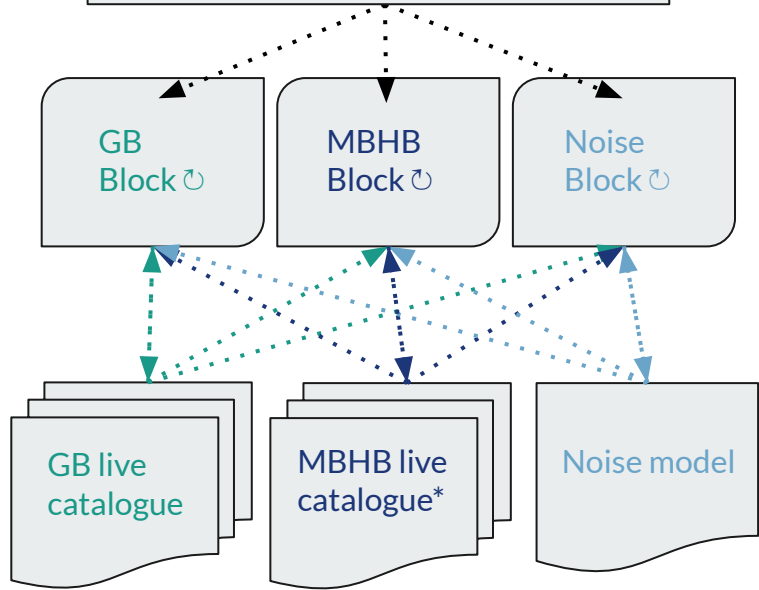 GB
Block ↻
MBHB
Block ↻
Noise
Block ↻
GB live
catalogue
MBHB live
catalogue*
Noise model